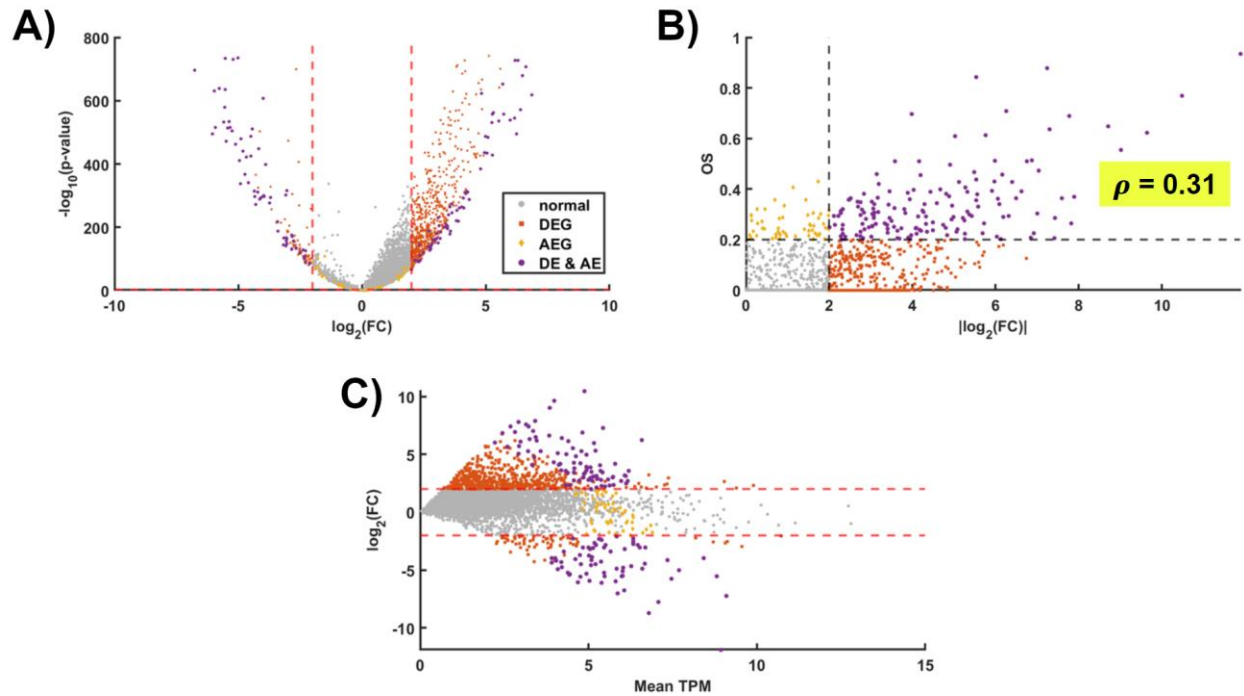 A)
800
600
400
200
0
-log10(p-value)
-10
-5
0
5
10
log2(FC)
normal
DEG
AEG
DE & AE
B)
1
0.8
0.6
0.4
0.2
0
OS
0
2
4
6
8
10
|log2(FC)|
ρ = 0.31
C)
10
5
0
-5
-10
log2(FC)
0
5
10
15
Mean TPM